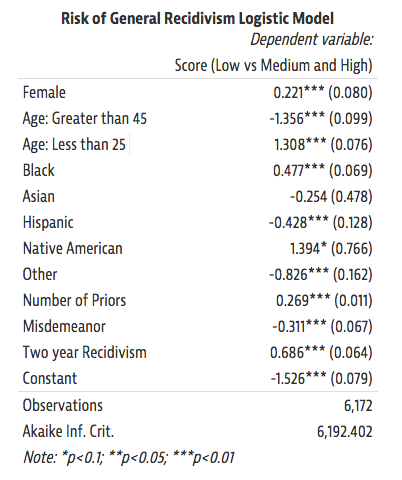 Risk of General Recidivism Logistic Model
Dependent variable:
Score (Low vs Medium and High)
Female 0.221*** (0.080)
Age: Greater than 45 -1.356*** (0.099)
Age: Less than 25 1.308*** (0.076)
Black 0.477*** (0.069)
Asian -0.254 (0.478)
Hispanic -0.428*** (0.128)
Native American 1.394* (0.766)
Other -0.826*** (0.162)
Number of Priors 0.269*** (0.011)
Misdemeanor -0.311*** (0.067)
Two year Recidivism 0.686*** (0.064)
Constant -1.526*** (0.079)
Observations 6,172
Akaike Inf. Crit. 6,192.402
Note: *p<0.1; **p<0.05; ***p<0.01